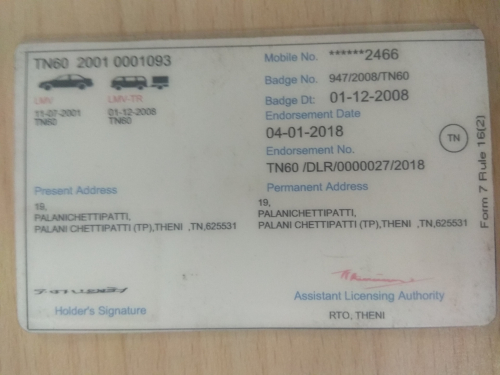 TN60 2001 0001093
LMV LMV-TR
11-07-2001 01-12-2008
TN60 TN60
Mobile No. ******2466
Badge No. 947/2008/TN60
Badge Dt: 01-12-2008
Endorsement Date
04-01-2018
Endorsement No.
TN60 /DLR/0000027/2018
TN
Form 7 Rule 16(2)
Present Address
19,
PALANICHETTIPATTI,
PALANI CHETTIPATTI (TP),THENI ,TN,625531
Permanent Address
19,
PALANICHETTIPATTI,
PALANI CHETTIPATTI (TP),THENI ,TN,625531
Holder's Signature
Assistant Licensing Authority
RTO, THENI